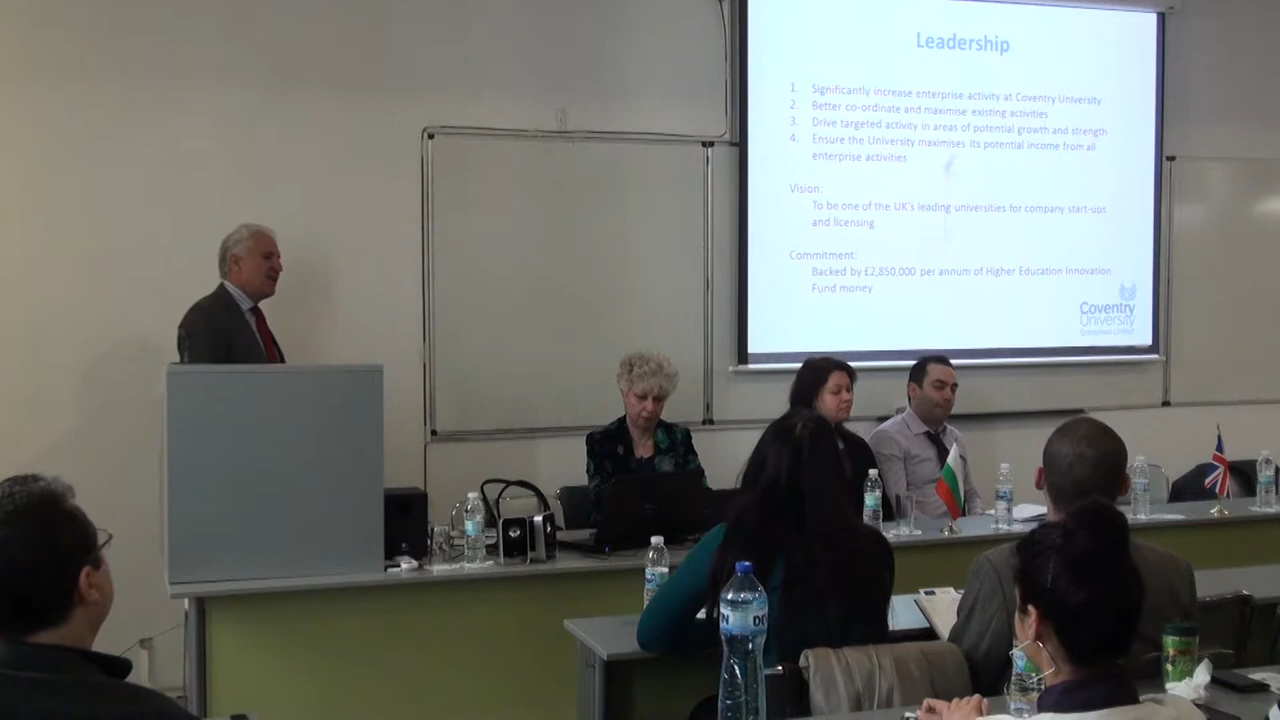 Leadership
1. Significantly increase enterprise activity at Coventry University
2. Better co-ordinate and maximise existing activities
3. Drive targeted activity in areas of potential growth and strength
4. Ensure the University maximises its potential income from all
enterprise activities
Vision:
To be one of the UK's leading universities for company start-ups
and licensing
Commitment:
Backed by £2,850,000 per annum of Higher Education Innovation
Fund money
Coventry
University
Enterprises Limited